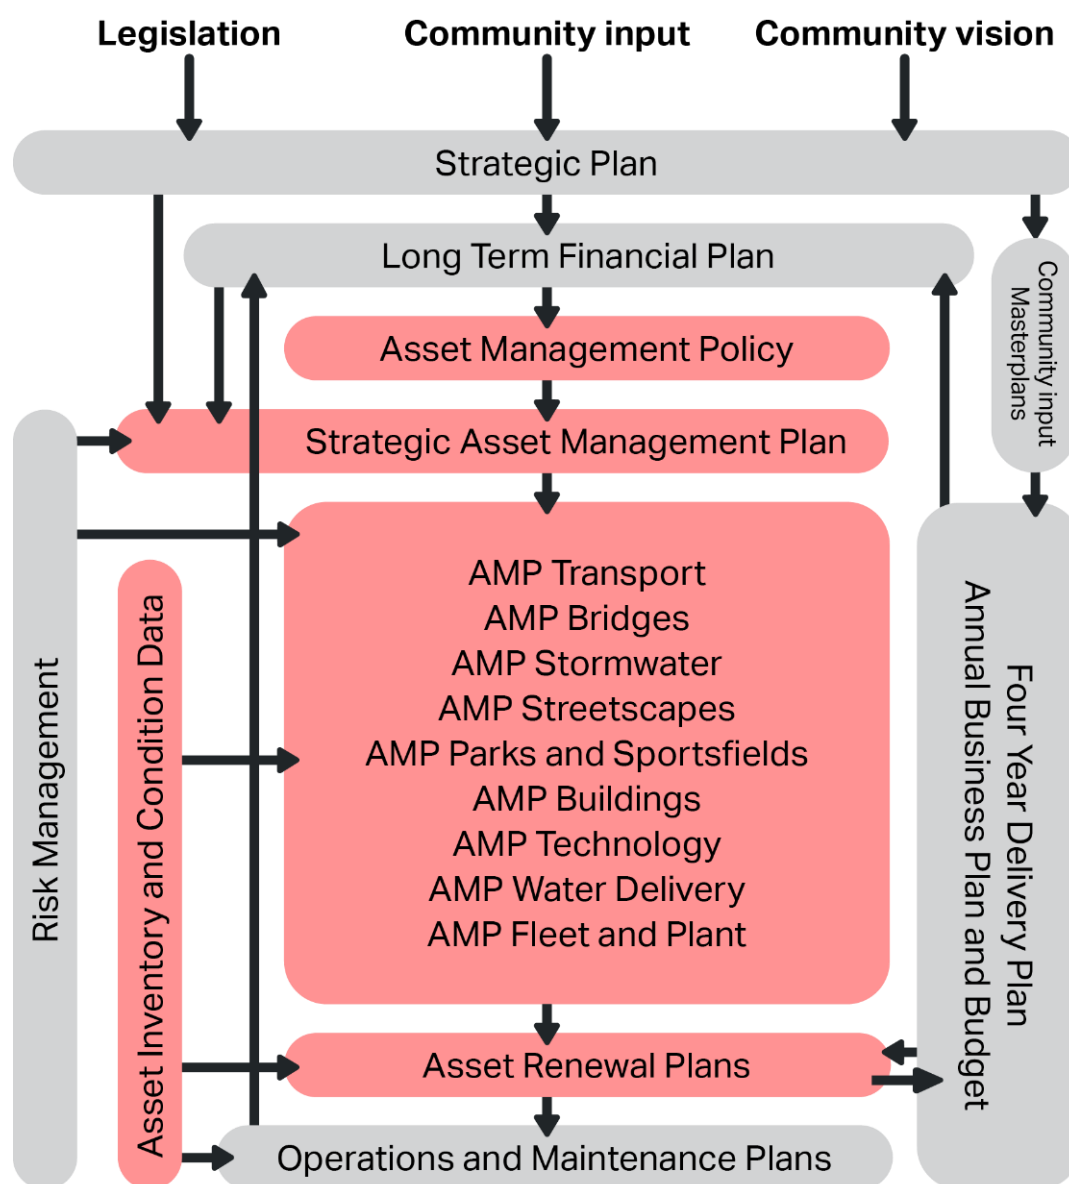 Legislation
Community input
Community vision
Strategic Plan
Long Term Financial Plan
Community input
Masterplans
Asset Management Policy
Strategic Asset Management Plan
Risk Management
Asset Inventory and Condition Data
AMP Transport
AMP Bridges
AMP Stormwater
AMP Streetscapes
AMP Parks and Sportsfields
AMP Buildings
AMP Technology
AMP Water Delivery
AMP Fleet and Plant
Four Year Delivery Plan
Annual Business Plan and Budget
Asset Renewal Plans
Operations and Maintenance Plans